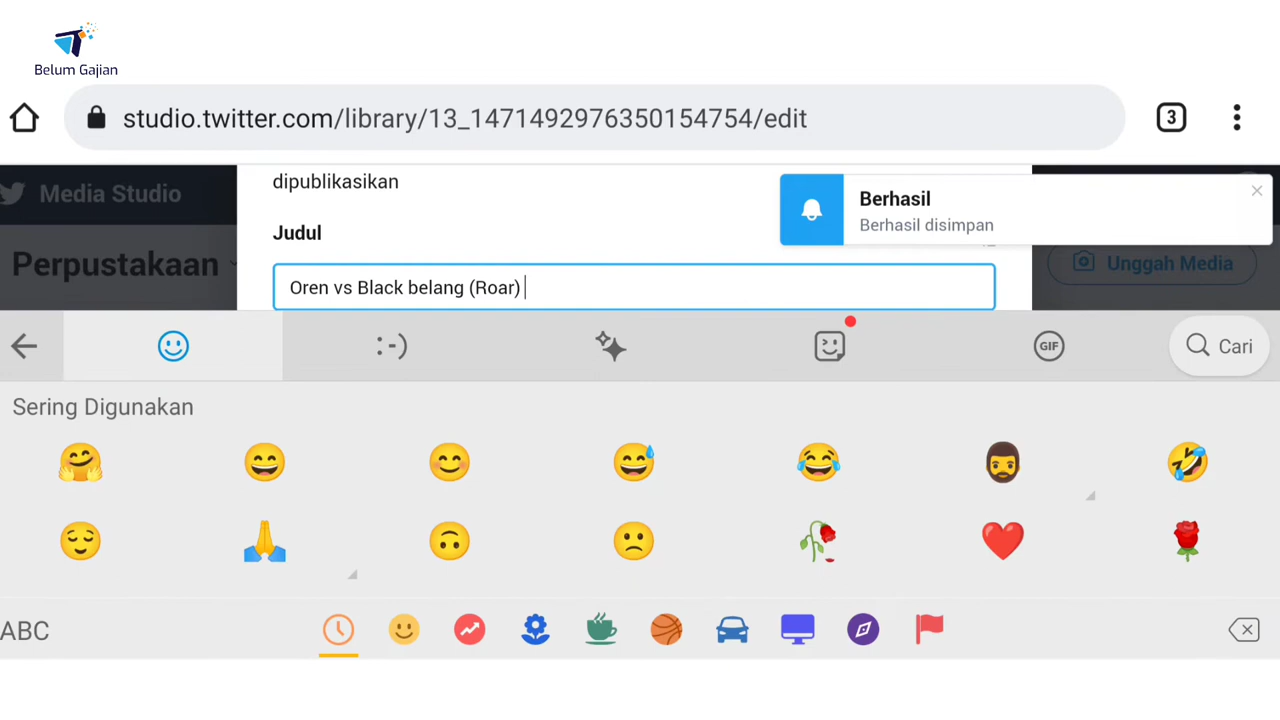 Belum Gajian
studio.twitter.com/library/13_1471492976350154754/edit
3
Media Studio
dipublikasikan
Berhasil
Berhasil disimpan
Judul
Perpustakaan
Unggah Media
Oren vs Black belang (Roar)
:-)
GIF
Cari
Sering Digunakan
ABC